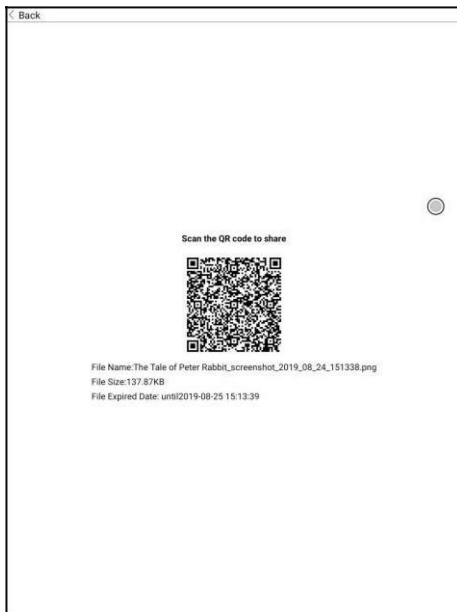 Back
Scan the QR code to share
File Name:The Tale of Peter Rabbit_screenshot_2019_08_24_151338.png
File Size:137.87KB
File Expired Date: until2019-08-25 15:13:39